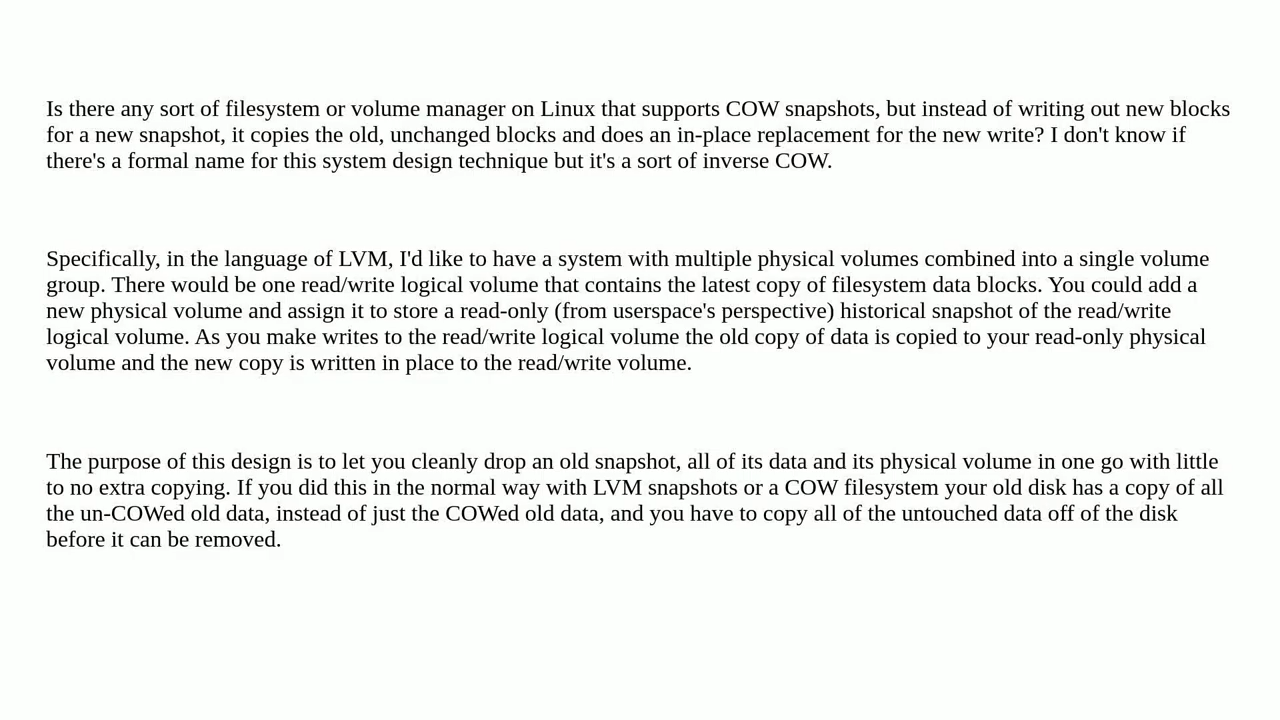 Is there any sort of filesystem or volume manager on Linux that supports COW snapshots, but instead of writing out new blocks
for a new snapshot, it copies the old, unchanged blocks and does an in-place replacement for the new write? I don't know if
there's a formal name for this system design technique but it's a sort of inverse COW.
Specifically, in the language of LVM, I'd like to have a system with multiple physical volumes combined into a single volume
group. There would be one read/write logical volume that contains the latest copy of filesystem data blocks. You could add a
new physical volume and assign it to store a read-only (from userspace's perspective) historical snapshot of the read/write
logical volume. As you make writes to the read/write logical volume the old copy of data is copied to your read-only physical
volume and the new copy is written in place to the read/write volume.
The purpose of this design is to let you cleanly drop an old snapshot, all of its data and its physical volume in one go with little
to no extra copying. If you did this in the normal way with LVM snapshots or a COW filesystem your old disk has a copy of all
the un-COWed old data, instead of just the COWed old data, and you have to copy all of the untouched data off of the disk
before it can be removed.